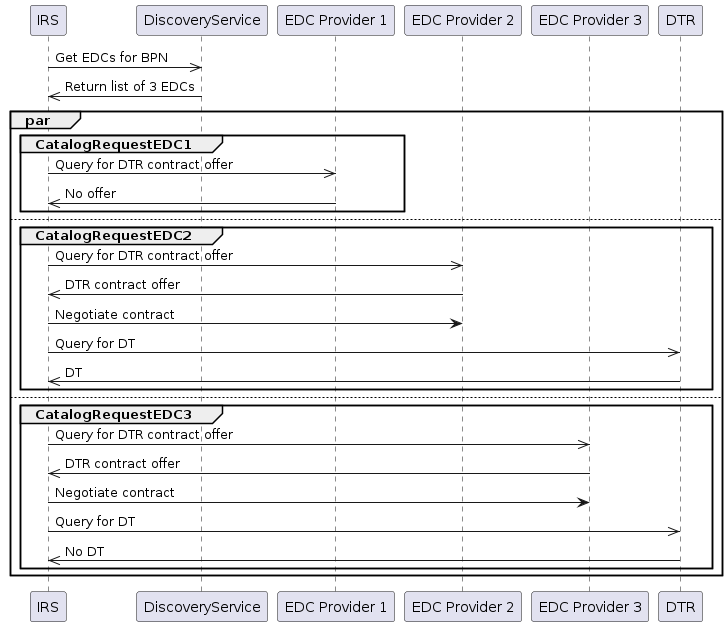 IRS DiscoveryService EDC Provider 1 EDC Provider 2 EDC Provider 3 DTR
Get EDCs for BPN
Return list of 3 EDCs
par
CatalogRequestEDC1
Query for DTR contract offer
No offer
CatalogRequestEDC2
Query for DTR contract offer
DTR contract offer
Negotiate contract
Query for DT
DT
CatalogRequestEDC3
Query for DTR contract offer
DTR contract offer
Negotiate contract
Query for DT
No DT
IRS DiscoveryService EDC Provider 1 EDC Provider 2 EDC Provider 3 DTR